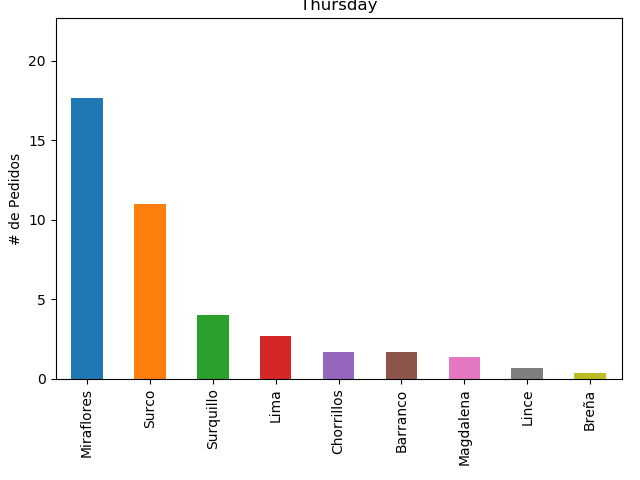 Thursday
# de Pedidos
20
15
10
5
0
Miraflores
Surco
Surquillo
Lima
Chorrillos
Barranco
Magdalena
Lince
Breña